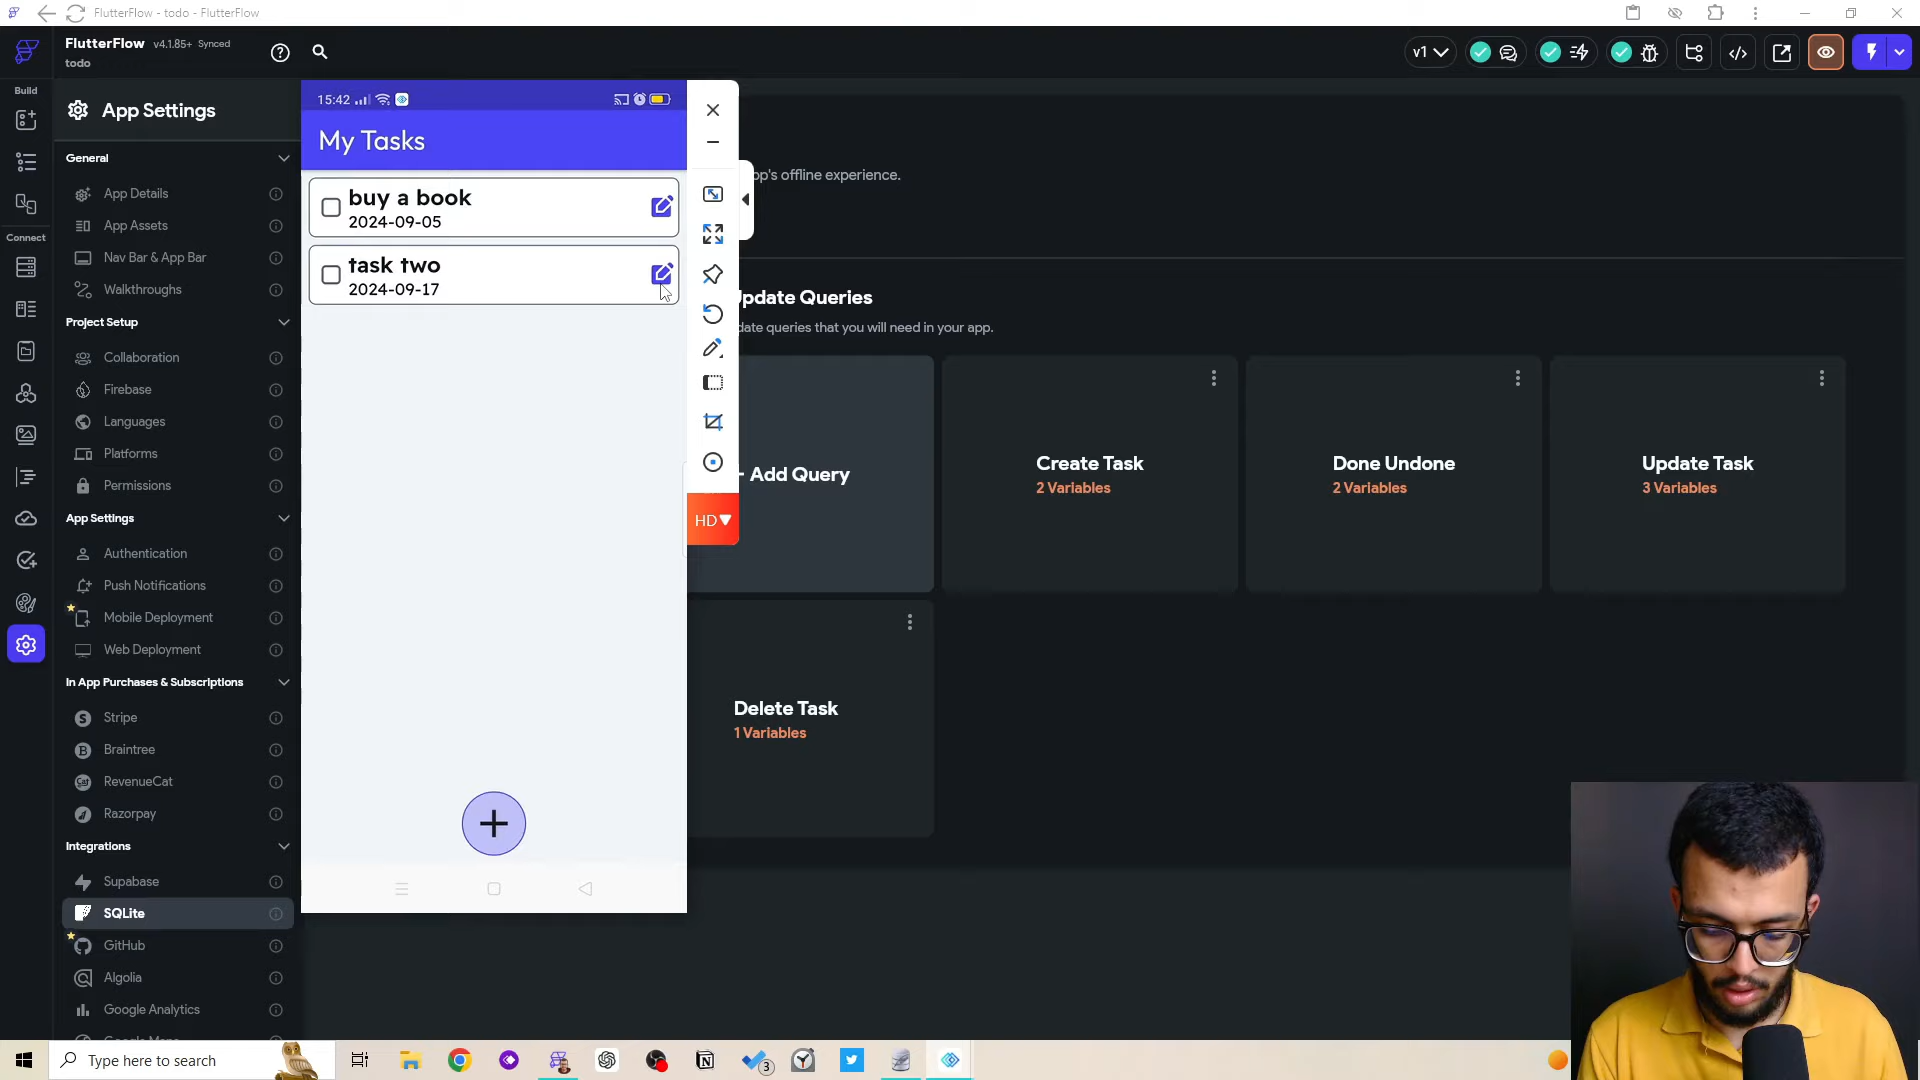 FlutterFlow - todo - FlutterFlow
FlutterFlow v4.1.85+ Synced
todo
v1
Build
Connect
App Settings
General
App Details
App Assets
Nav Bar & App Bar
Walkthroughs
Project Setup
Collaboration
Firebase
Languages
Platforms
Permissions
App Settings
Authentication
Push Notifications
Mobile Deployment
Web Deployment
In App Purchases & Subscriptions
Stripe
Braintree
RevenueCat
Razorpay
Integrations
Supabase
SQLite
GitHub
Algolia
Google Analytics
15:42
My Tasks
buy a book
2024-09-05
task two
2024-09-17
HD
op's offline experience.
Update Queries
date queries that you will need in your app.
+ Add Query
Create Task
2 Variables
Done Undone
2 Variables
Update Task
3 Variables
Delete Task
1 Variables
Type here to search
3